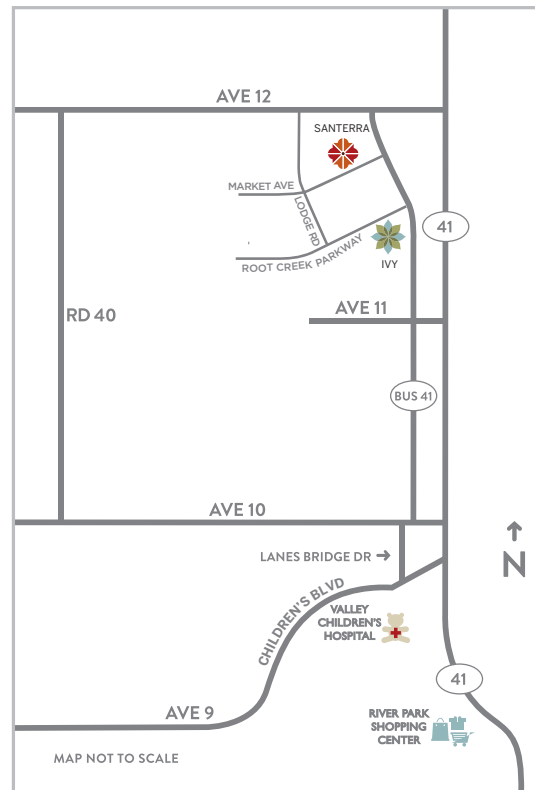 AVE 12
SANTERRA
MARKET AVE
LODGE RD
41
ROOT CREEK PARKWAY
IVY
AVE 11
RD 40
BUS 41
AVE 10
LANES BRIDGE DR →
N
CHILDREN'S BLVD
VALLEY
CHILDREN'S
HOSPITAL
41
AVE 9
RIVER PARK
SHOPPING
CENTER
MAP NOT TO SCALE